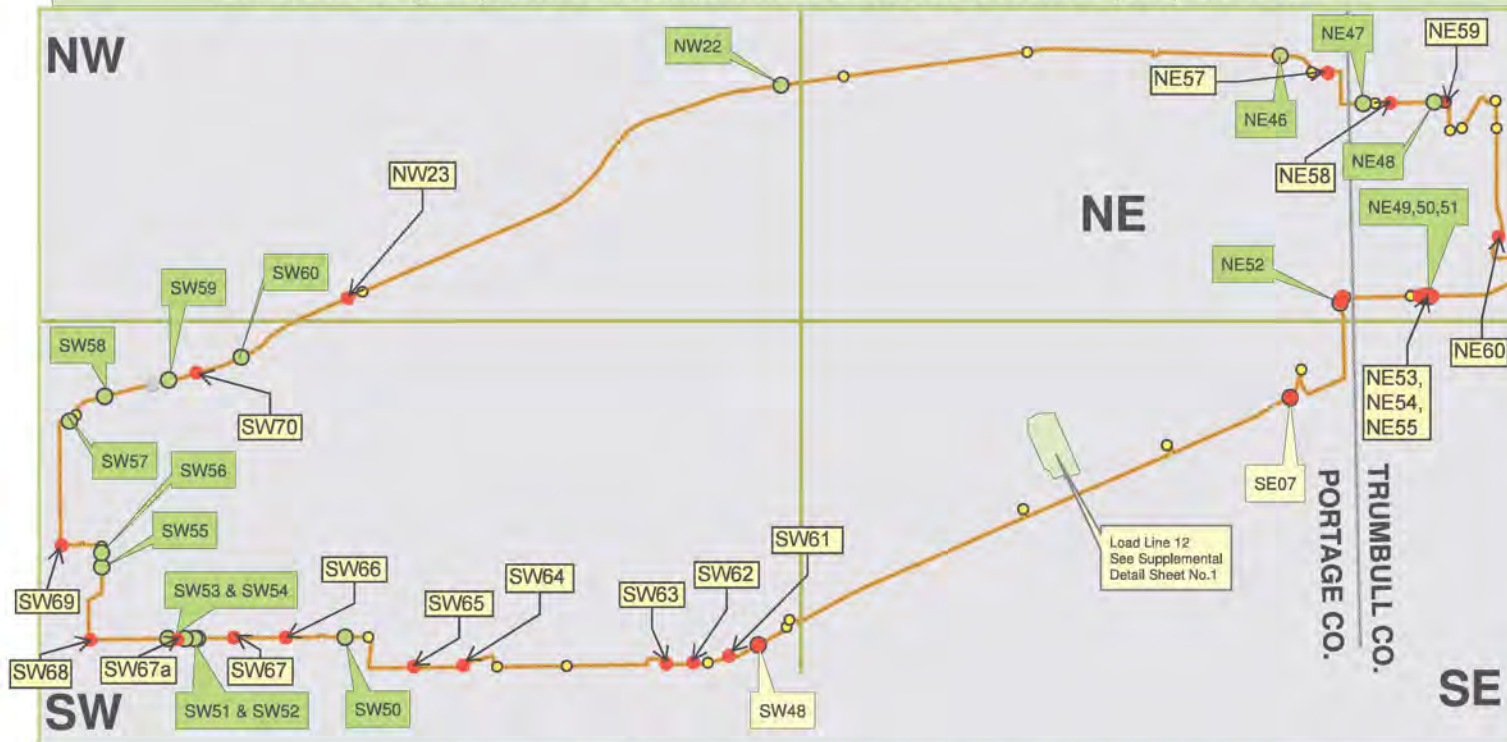 NW
NW22
NE47
NE59
NE57
NE46
NE58
NE48
NW23
NE
NE49,50,51
SW59
SW60
NE52
SW58
NE60
NE53,
NE54,
NE55
SW70
SW57
SW56
SE07
SW55
Load Line 12
See Supplemental
Detail Sheet No.1
PORTAGE CO.
TRUMBULL CO.
SW61
SW66
SW53 & SW54
SW64
SW62
SW65
SW63
SW69
SW68
SW67a
SW67
SW
SW51 & SW52
SW50
SW48
SE